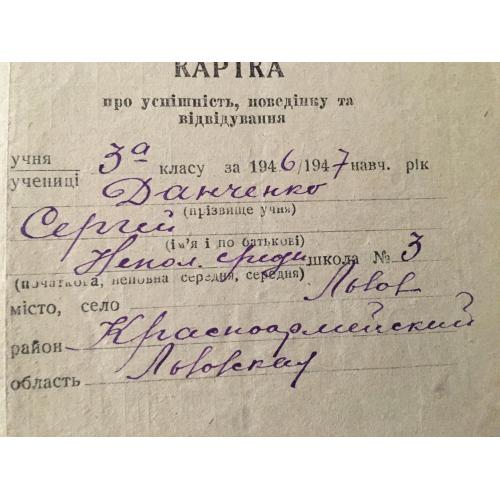 КАРТКА
про успішність, поведінку та
відвідування
учня 3а класу за 1946/1947 навч. рік
учениці Данченко
(прізвище учня)
Сергей
(ім'я і по батькові)
Непол. средн школа № 3
(початкова, неповна середня, середня)
місто, село Львов
район Красноармейский
область Львовская